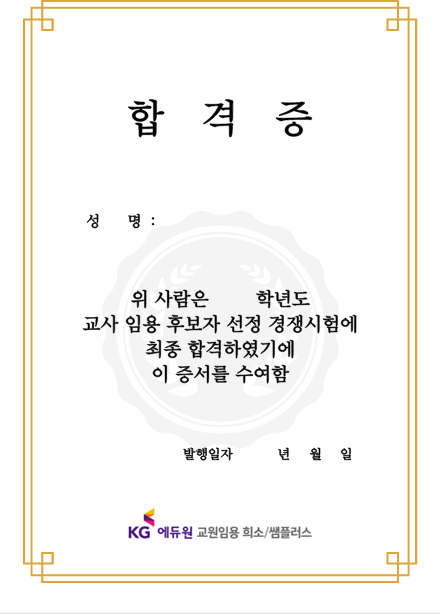 합 격 증
성 명 :
위 사람은 학년도
교사 임용 후보자 선정 경쟁시험에
최종 합격하였기에
이 증서를 수여함
발행일자 년 월 일
KG 에듀원 교원임용 희소/쌤플러스